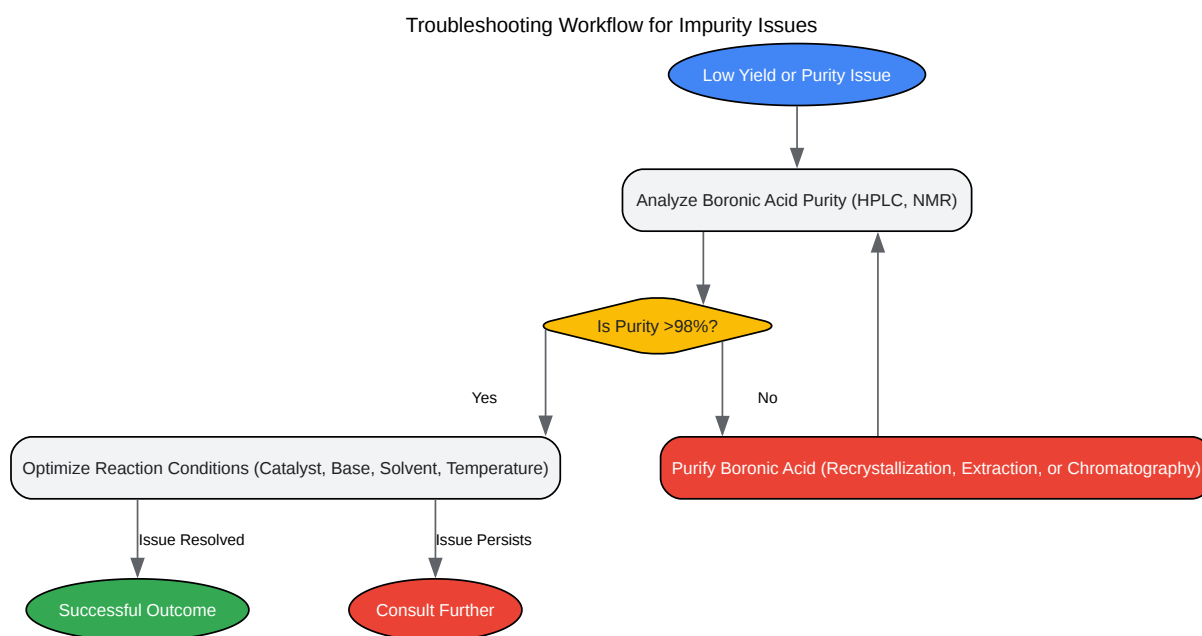 Troubleshooting Workflow for Impurity Issues
Low Yield or Purity Issue
Analyze Boronic Acid Purity (HPLC, NMR)
Is Purity >98%?
Yes
No
Optimize Reaction Conditions (Catalyst, Base, Solvent, Temperature)
Purify Boronic Acid (Recrystallization, Extraction, or Chromatography)
Issue Resolved
Issue Persists
Successful Outcome
Consult Further